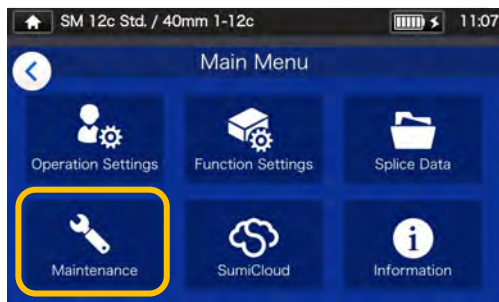 SM 12c Std. / 40mm 1-12c 11:07
Main Menu
Operation Settings Function Settings Splice Data
Maintenance SumiCloud Information